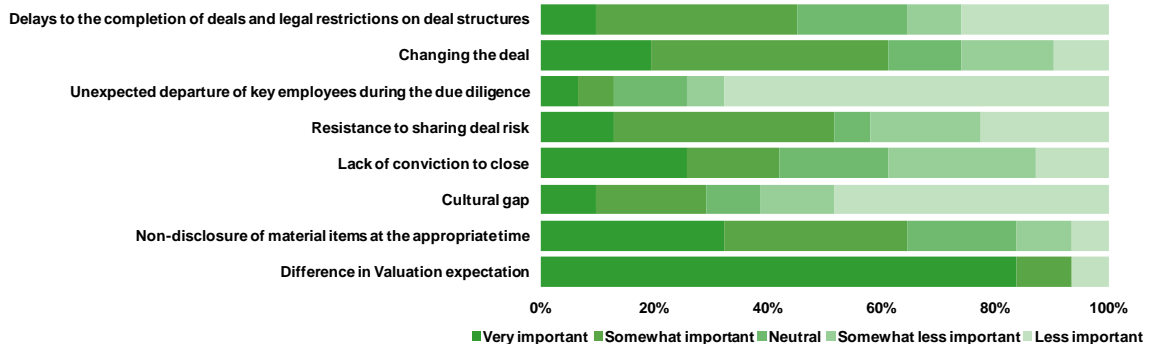 Delays to the completion of deals and legal restrictions on deal structures
Changing the deal
Unexpected departure of key employees during the due diligence
Resistance to sharing deal risk
Lack of conviction to close
Cultural gap
Non-disclosure of material items at the appropriate time
Difference in Valuation expectation
0% 20% 40% 60% 80% 100%
Very important Somewhat important Neutral Somewhat less important Less important